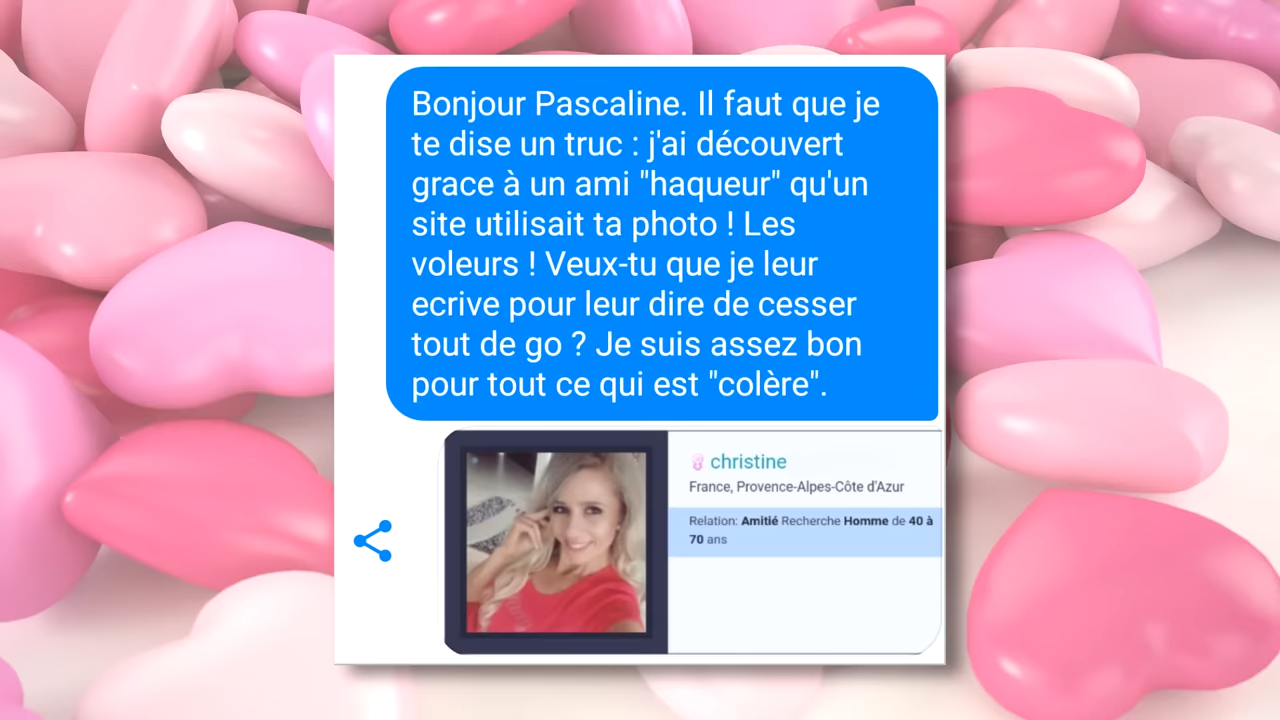 Bonjour Pascaline. Il faut que je
te dise un truc : j'ai découvert
grace à un ami "haqueur" qu'un
site utilisait ta photo ! Les
voleurs ! Veux-tu que je leur
ecrive pour leur dire de cesser
tout de go ? Je suis assez bon
pour tout ce qui est "colère".
christine
France, Provence-Alpes-Côte d'Azur
Relation: Amitié Recherche Homme de 40 à
70 ans